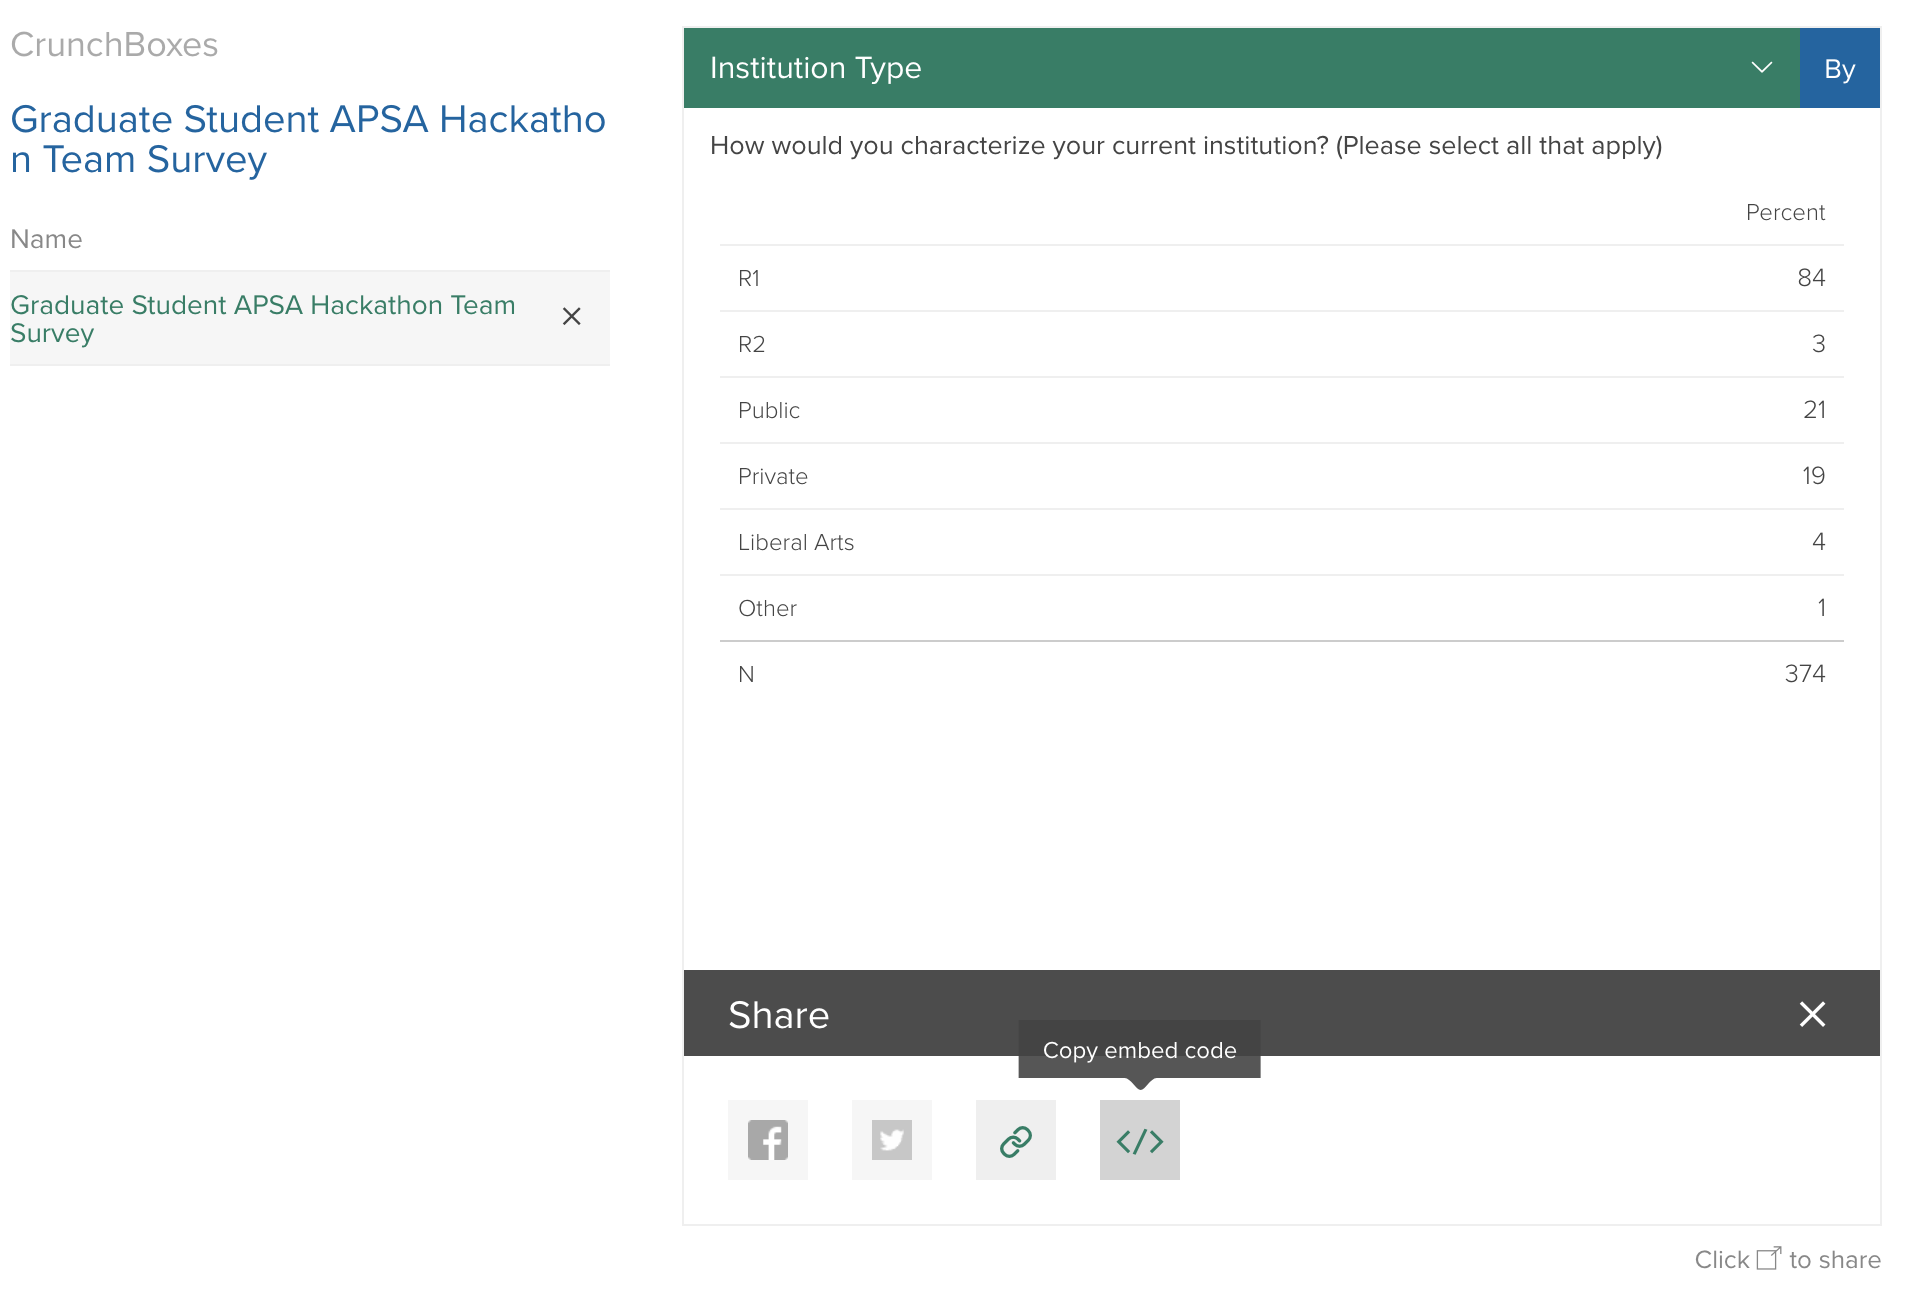 CrunchBoxes
Graduate Student APSA Hackatho
n Team Survey
Name
Graduate Student APSA Hackathon Team
Survey
Institution Type
By
How would you characterize your current institution? (Please select all that apply)
Percent
R1 84
R2 3
Public 21
Private 19
Liberal Arts 4
Other 1
N 374
Share
Copy embed code
Click to share